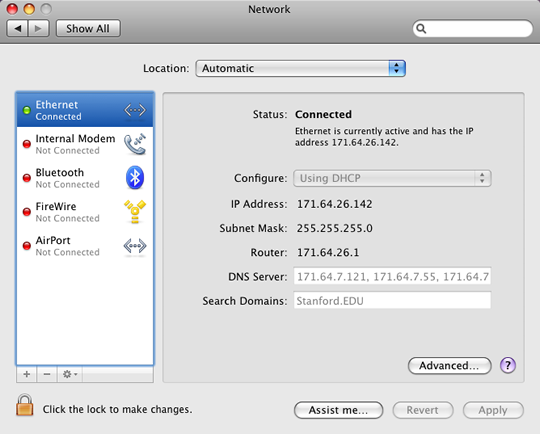 Network
Show All
Location: Automatic
Ethernet
Connected
Internal Modem
Not Connected
Bluetooth
Not Connected
FireWire
Not Connected
AirPort
Not Connected
Status: Connected
Ethernet is currently active and has the IP
address 171.64.26.142.
Configure: Using DHCP
IP Address: 171.64.26.142
Subnet Mask: 255.255.255.0
Router: 171.64.26.1
DNS Server: 171.64.7.121, 171.64.7.55, 171.64.7
Search Domains: Stanford.EDU
Advanced... ?
Click the lock to make changes.
Assist me... Revert Apply